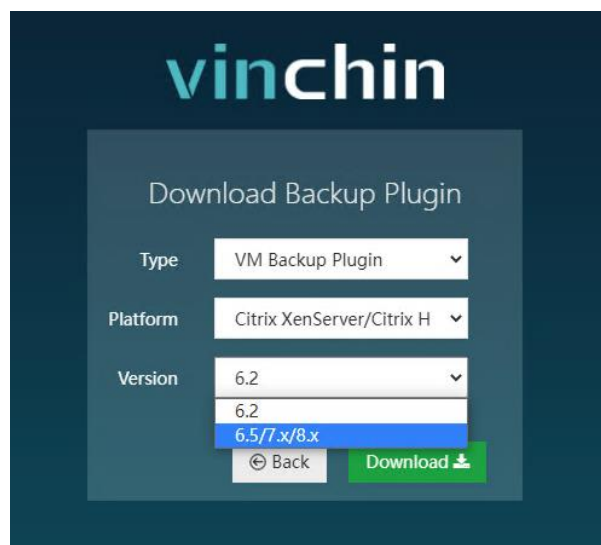 vinchin
Download Backup Plugin
Type VM Backup Plugin
Platform Citrix XenServer/Citrix H
Version 6.2
6.2
6.5/7.x/8.x
Back Download